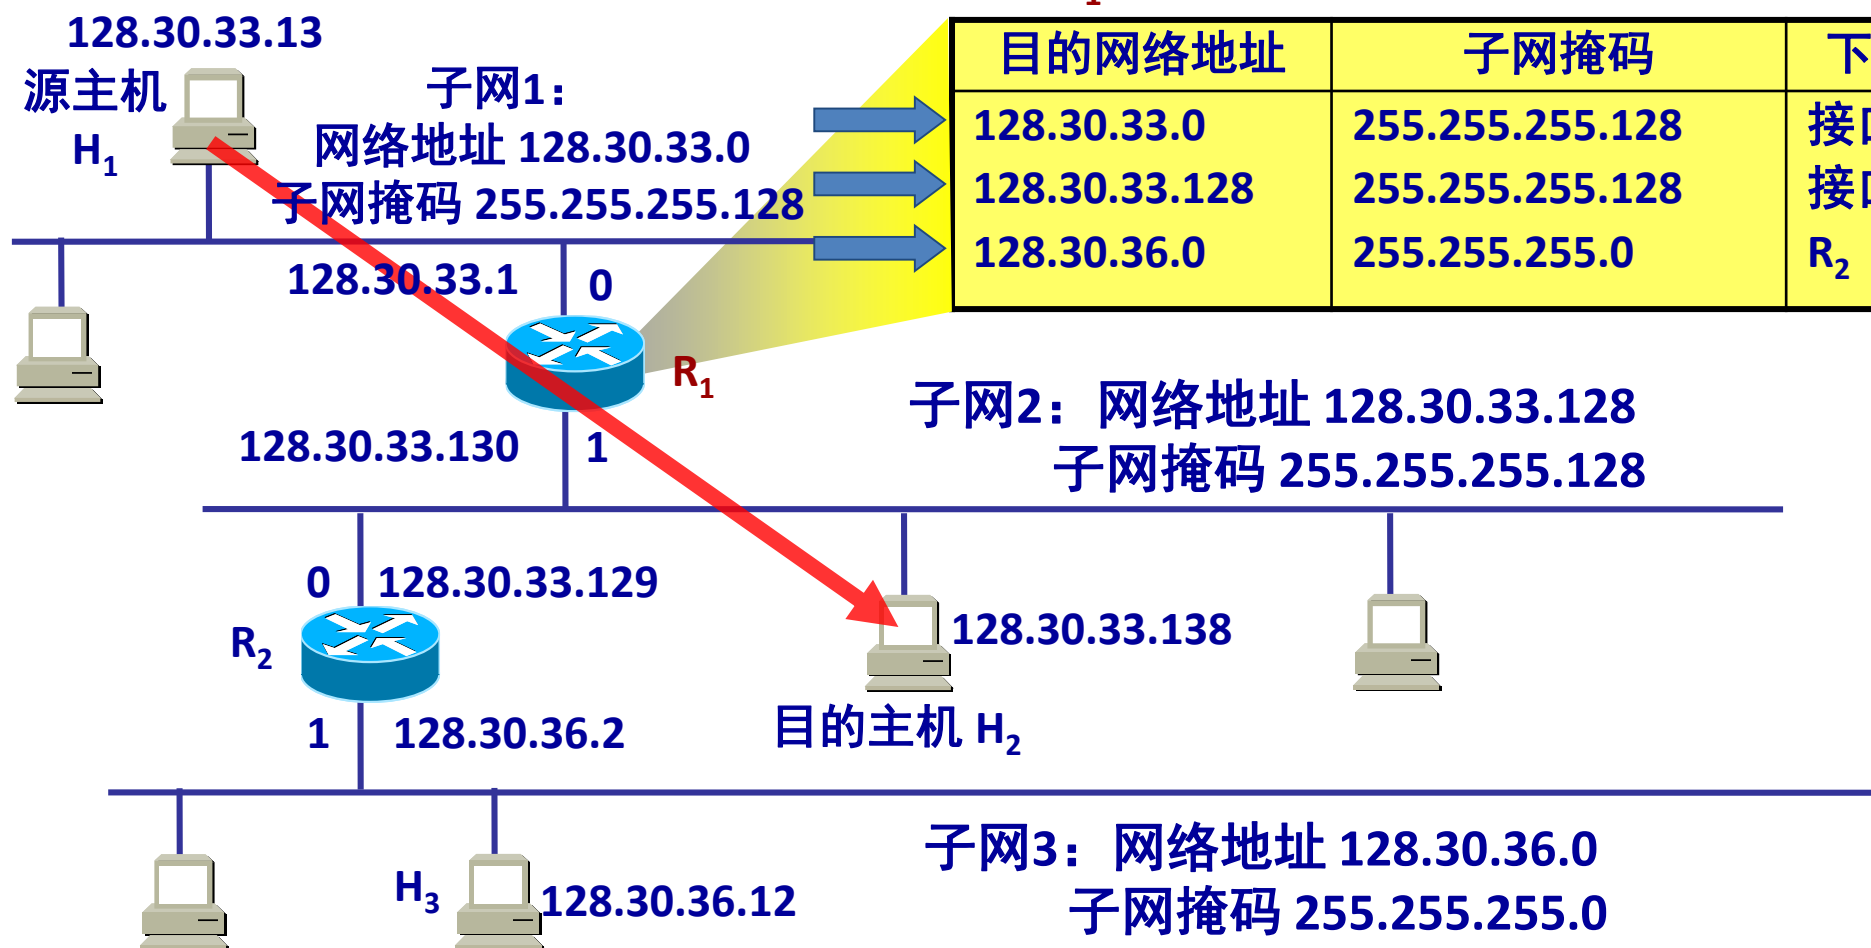 1
128.30.33.13
源主机
H1
子网1：
网络地址 128.30.33.0
子网掩码 255.255.255.128
目的网络地址 子网掩码 下
128.30.33.0 255.255.255.128 接口
128.30.33.128 255.255.255.128 接口
128.30.36.0 255.255.255.0 R2
128.30.33.1 0
R1
128.30.33.130 1
子网2：网络地址 128.30.33.128
子网掩码 255.255.255.128
0 128.30.33.129
R2
128.30.33.138
目的主机 H2
1 128.30.36.2
子网3：网络地址 128.30.36.0
子网掩码 255.255.255.0
H3 128.30.36.12